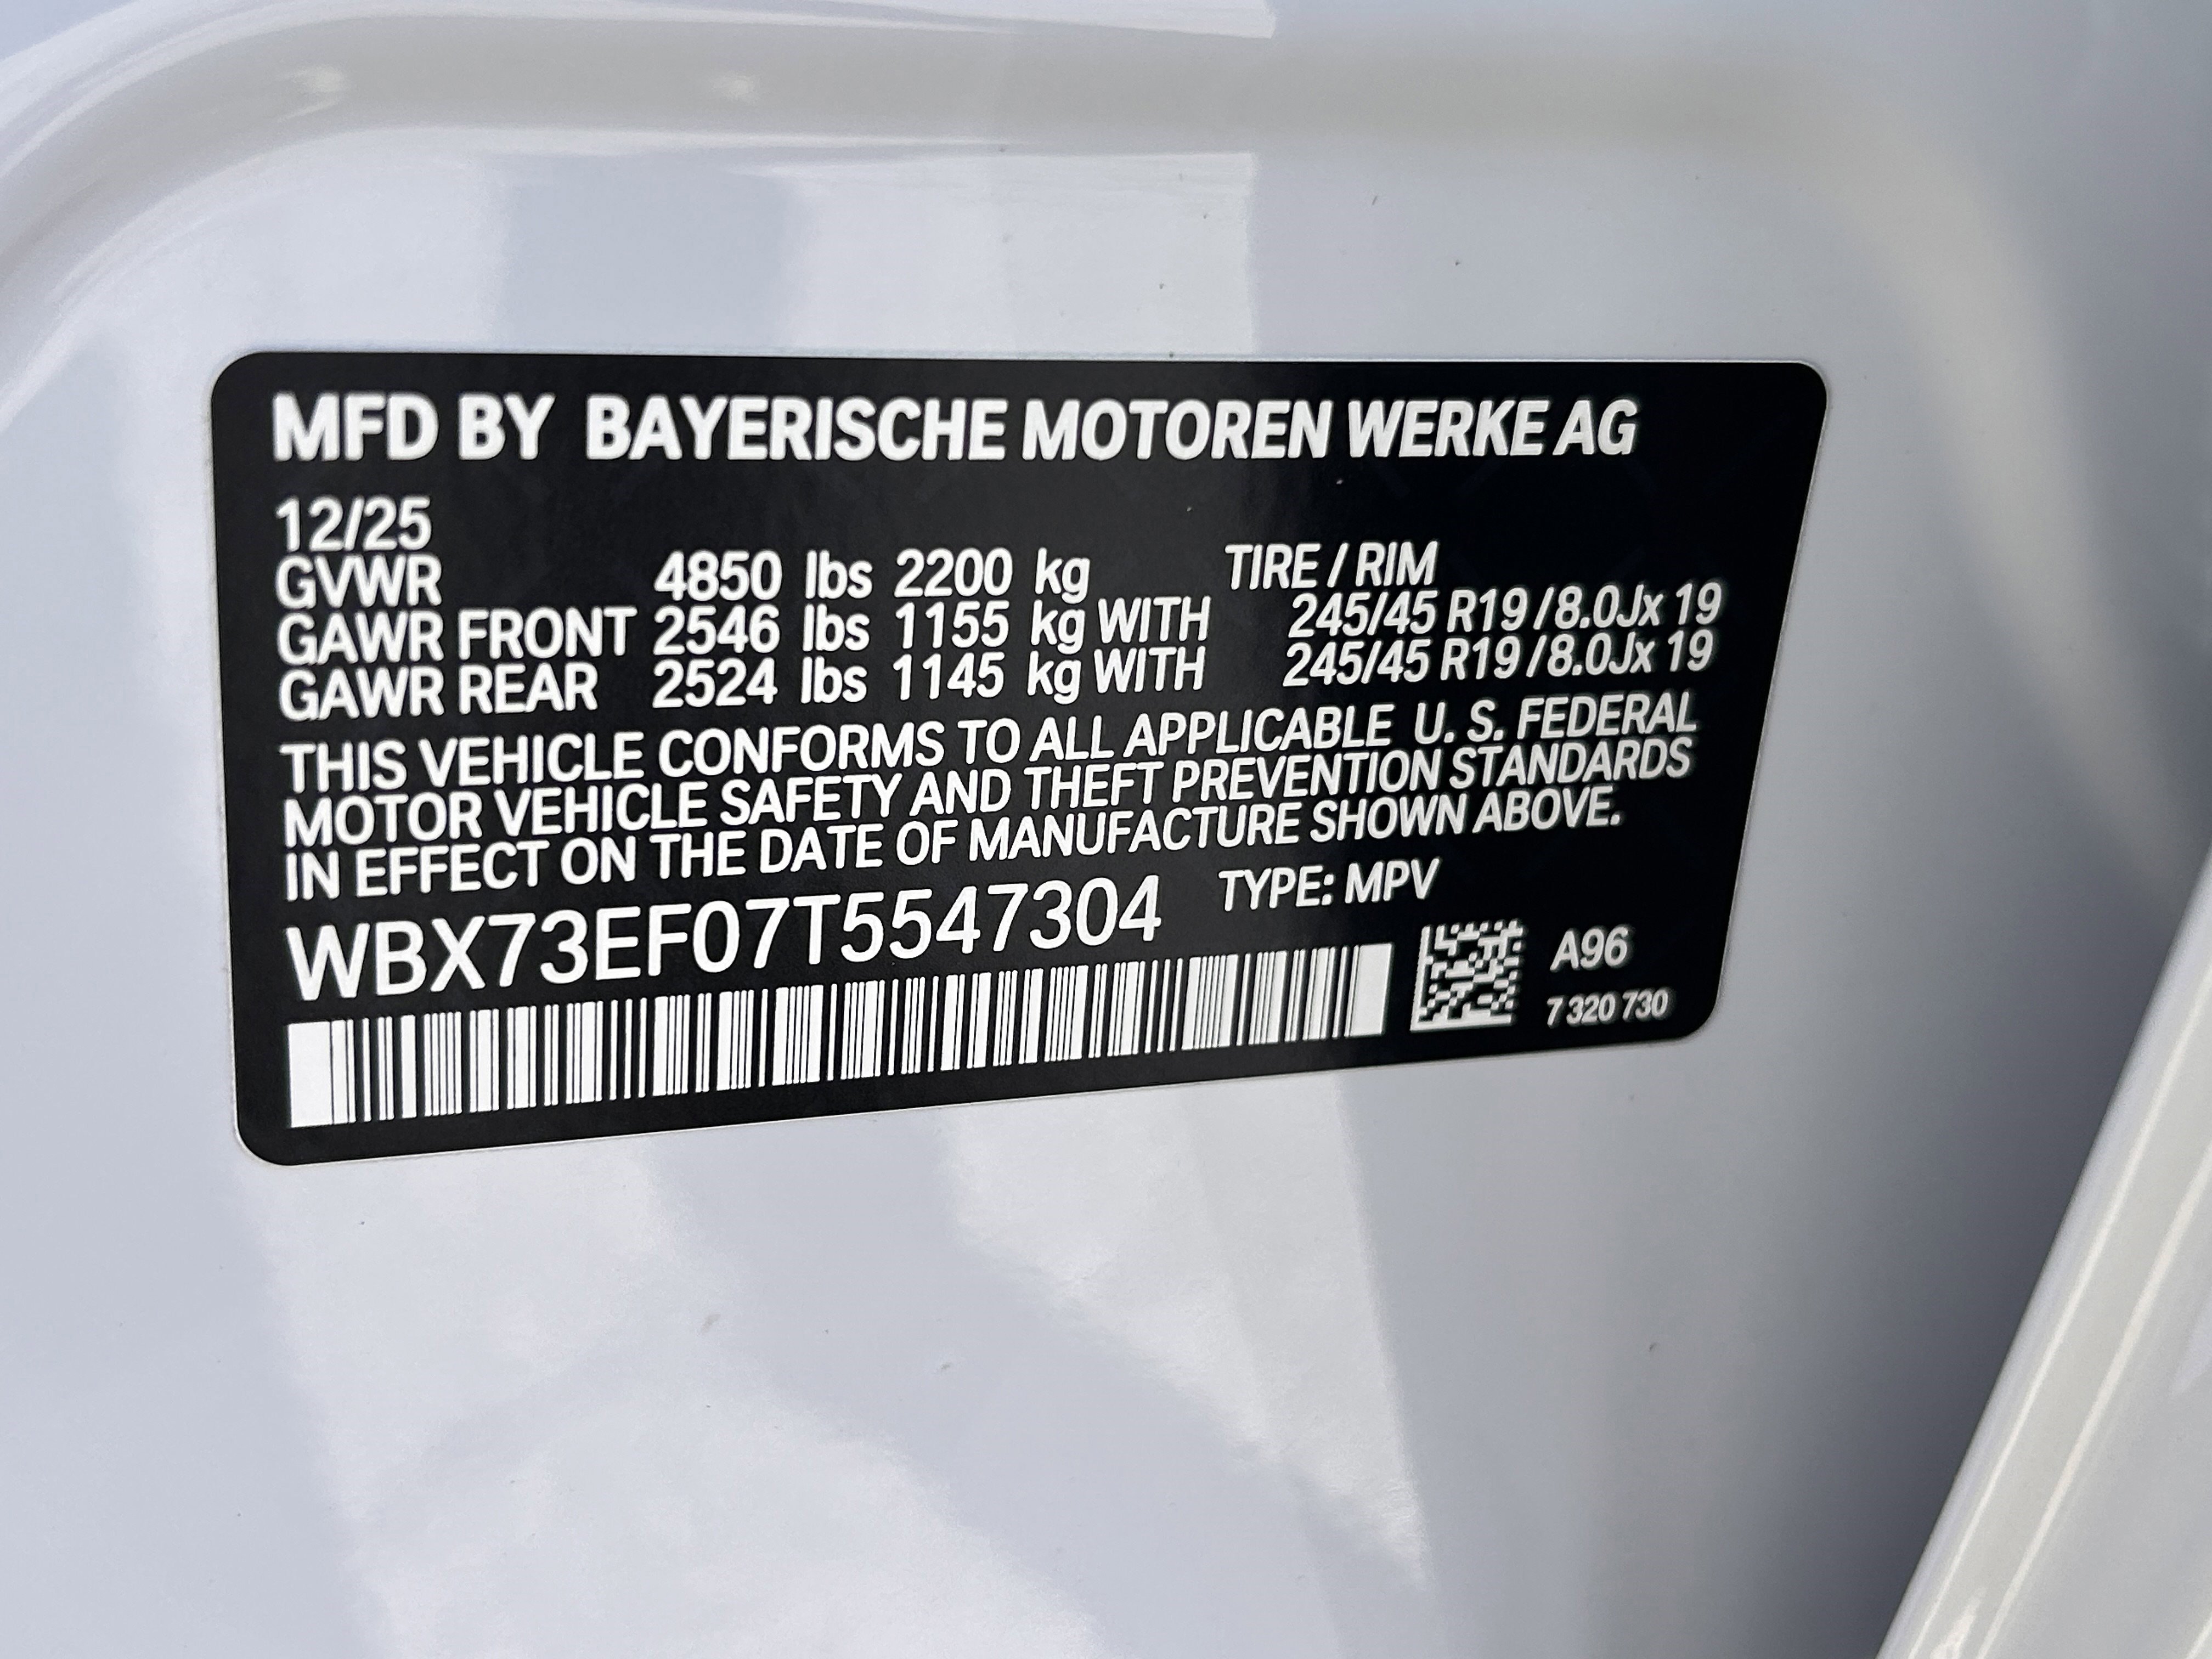 MFD BY BAYERISCHE MOTOREN WERKE AG
12/25
GVWR 4850 lbs 2200 kg TIRE / RIM
GAWR FRONT 2546 lbs 1155 kg WITH 245/45 R19 / 8.0Jx 19
GAWR REAR 2524 lbs 1145 kg WITH 245/45 R19 / 8.0Jx 19
THIS VEHICLE CONFORMS TO ALL APPLICABLE U. S. FEDERAL
MOTOR VEHICLE SAFETY AND THEFT PREVENTION STANDARDS
IN EFFECT ON THE DATE OF MANUFACTURE SHOWN ABOVE.
WBX73EF07T5547304 TYPE: MPV
A96
7 320 730